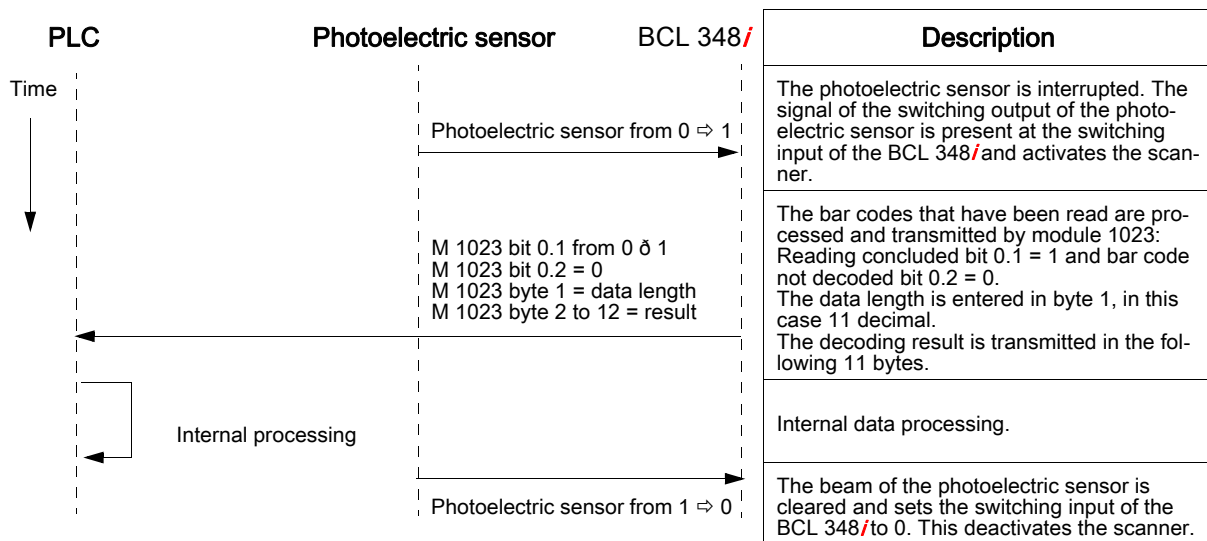 PLC
Photoelectric sensor
BCL 348i
Description
Time
Photoelectric sensor from 0 ⇨ 1
The photoelectric sensor is interrupted. The
signal of the switching output of the photo-
electric sensor is present at the switching
input of the BCL 348i and activates the scan-
ner.
M 1023 bit 0.1 from 0 ð 1
M 1023 bit 0.2 = 0
M 1023 byte 1 = data length
M 1023 byte 2 to 12 = result
The bar codes that have been read are pro-
cessed and transmitted by module 1023:
Reading concluded bit 0.1 = 1 and bar code
not decoded bit 0.2 = 0.
The data length is entered in byte 1, in this
case 11 decimal.
The decoding result is transmitted in the fol-
lowing 11 bytes.
Internal processing
Internal data processing.
Photoelectric sensor from 1 ⇨ 0
The beam of the photoelectric sensor is
cleared and sets the switching input of the
BCL 348i to 0. This deactivates the scanner.